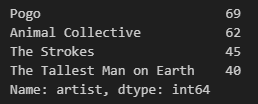 Pogo                      69
Animal Collective         62
The Strokes               45
The Tallest Man on Earth  40
Name: artist, dtype: int64